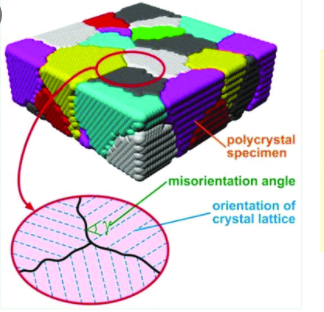 polycrystal
specimen
misorientation angle
orientation of
crystal lattice